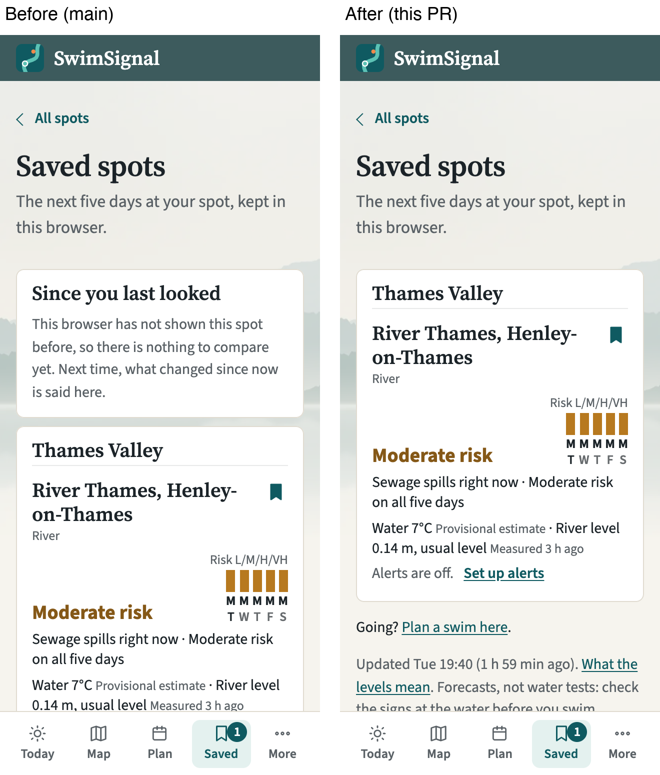 Before (main)
SwimSignal
All spots
Saved spots
The next five days at your spot, kept in
this browser.
Since you last looked
This browser has not shown this spot
before, so there is nothing to compare
yet. Next time, what changed since now
is said here.
Thames Valley
River Thames, Henley-
on-Thames
River
Risk L/M/H/VH
M M M M M
Moderate risk
T W T F S
Sewage spills right now · Moderate risk
on all five days
Water 7°C Provisional estimate · River level
0.14 m, usual level Measured 3 h ago
Today Map Plan Saved 1 More
After (this PR)
SwimSignal
All spots
Saved spots
The next five days at your spot, kept in
this browser.
Thames Valley
River Thames, Henley-
on-Thames
River
Risk L/M/H/VH
M M M M M
Moderate risk
T W T F S
Sewage spills right now · Moderate risk
on all five days
Water 7°C Provisional estimate · River level
0.14 m, usual level Measured 3 h ago
Alerts are off. Set up alerts
Going? Plan a swim here.
Updated Tue 19:40 (1 h 59 min ago). What the
levels mean. Forecasts, not water tests: check
the signs at the water before you swim
Today Map Plan Saved 1 More